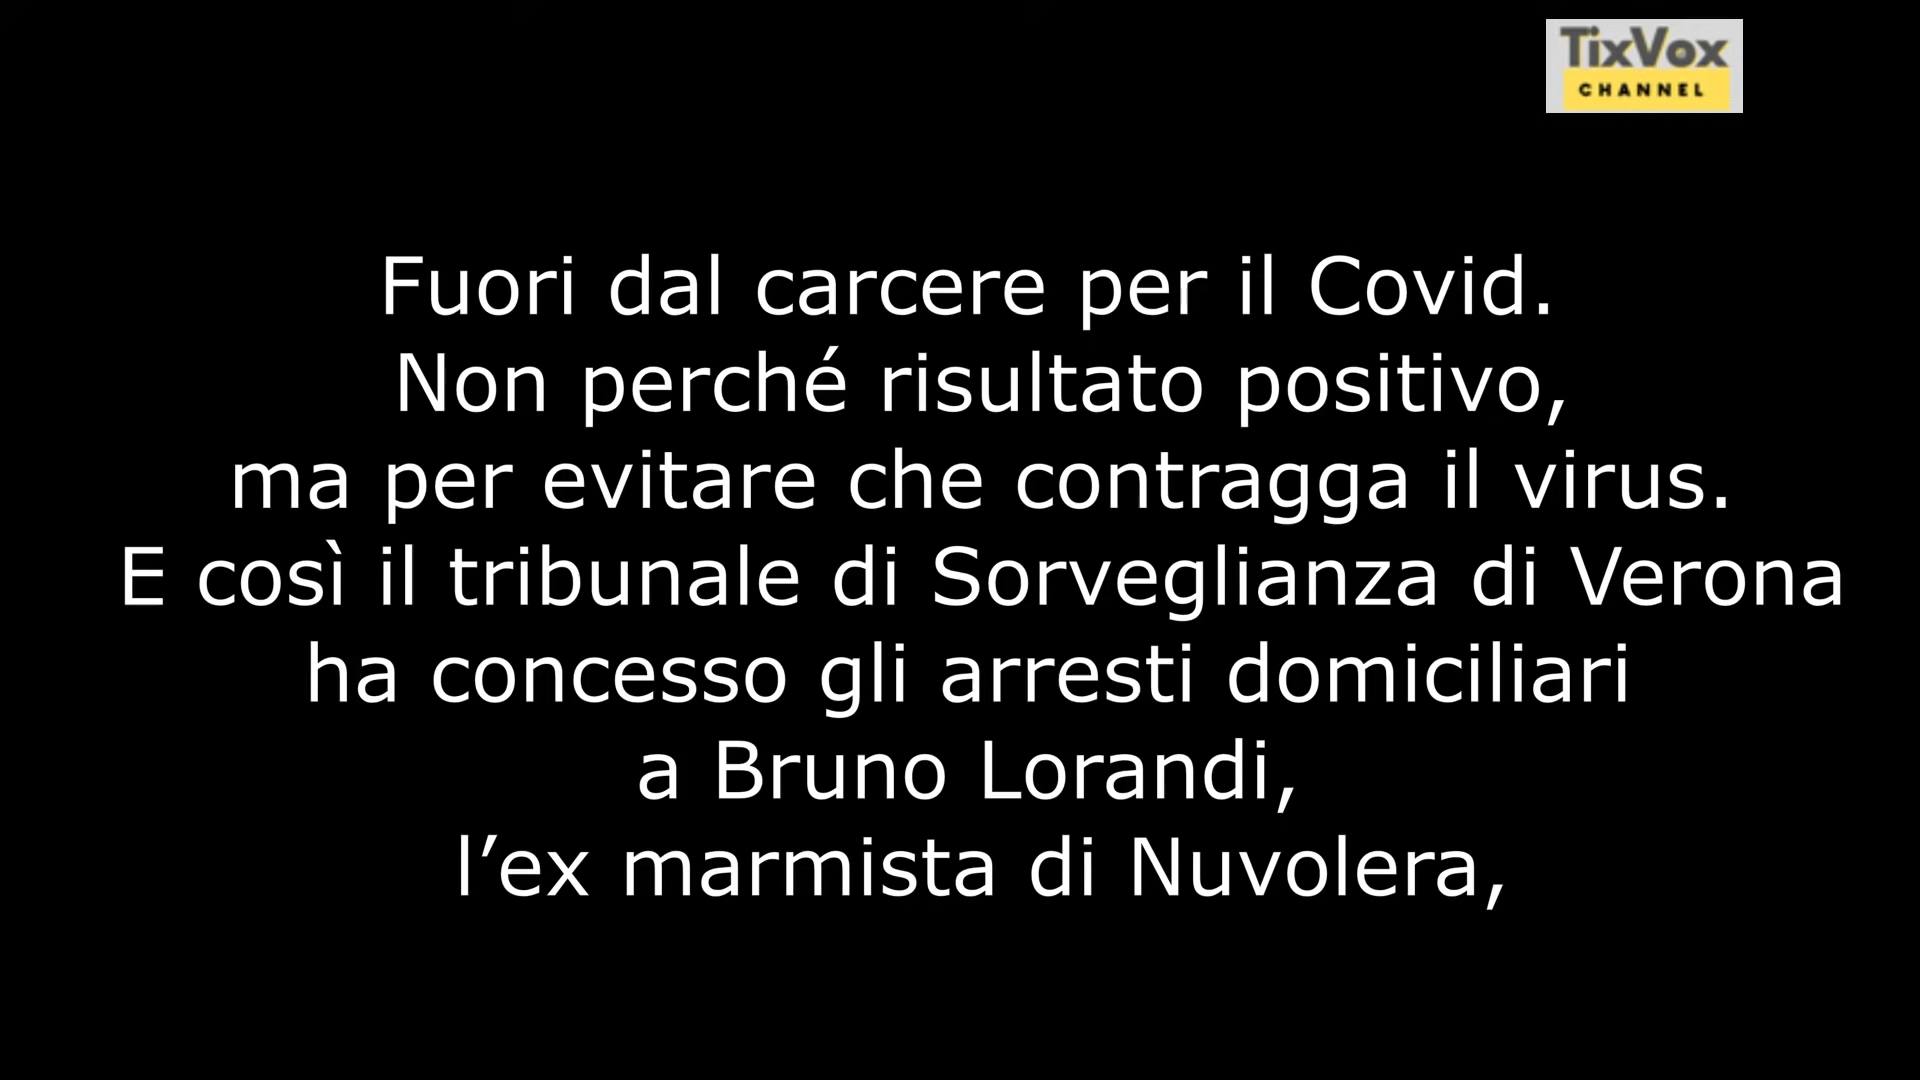 TixVox
CHANNEL
Fuori dal carcere per il Covid.
Non perché risultato positivo,
ma per evitare che contragga il virus.
E così il tribunale di Sorveglianza di Verona
ha concesso gli arresti domiciliari
a Bruno Lorandi,
l’ex marmista di Nuvolera,